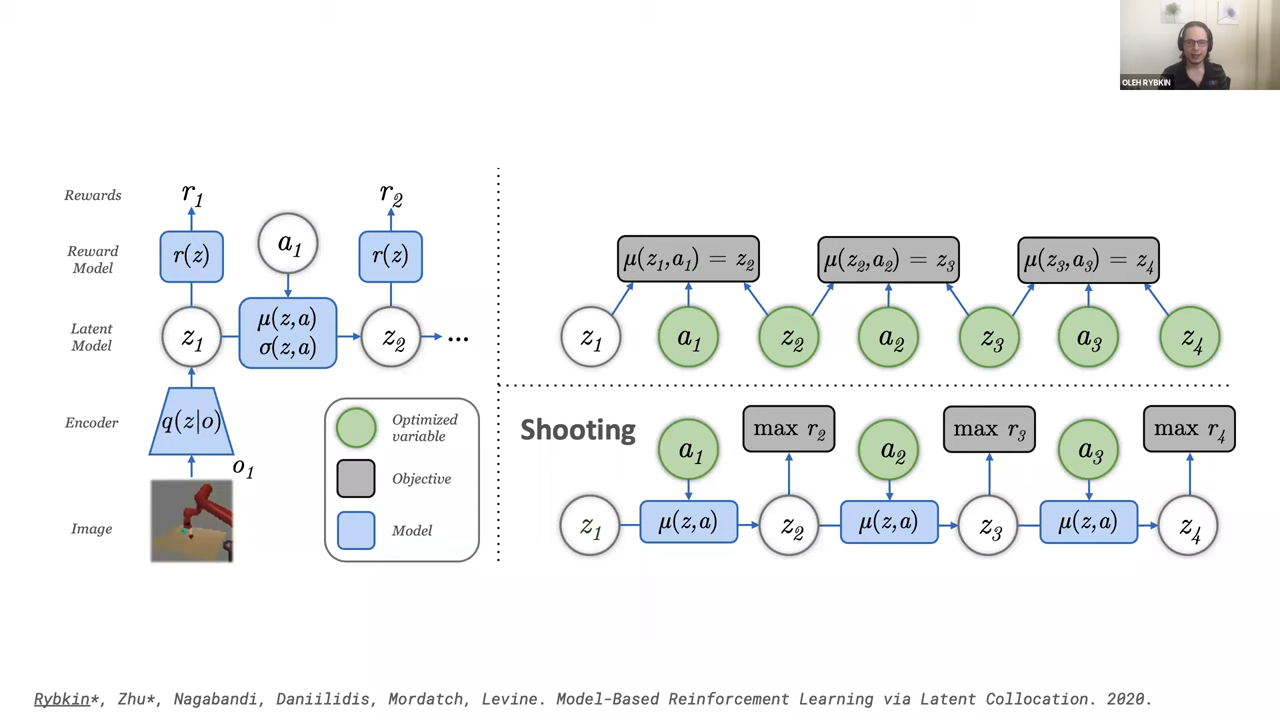 OLEH RYBKIN
Rewards
r1
r2
Reward
Model
r(z)
a1
r(z)
Latent
Model
z1
μ(z,a)
σ(z,a)
z2
...
Encoder
q(z|o)
o1
Image
Optimized
variable
Objective
Model
μ(z1,a1) = z2
μ(z2,a2) = z3
μ(z3,a3) = z4
z1
a1
z2
a2
z3
a3
z4
Shooting
a1
max r2
a2
max r3
a3
max r4
z1
μ(z,a)
z2
μ(z,a)
z3
μ(z,a)
z4
Rybkin*, Zhu*, Nagabandi, Daniilidis, Mordatch, Levine. Model-Based Reinforcement Learning via Latent Collocation. 2020.